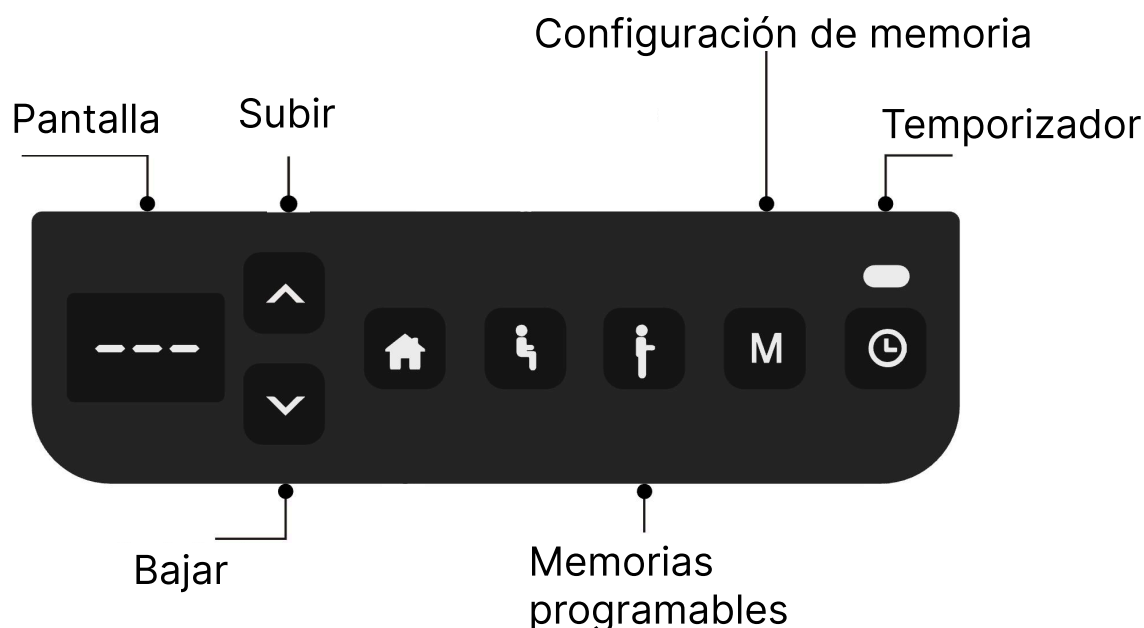 Configuración de memoria
Pantalla
Subir
Temporizador
---
M
Bajar
Memorias
programables